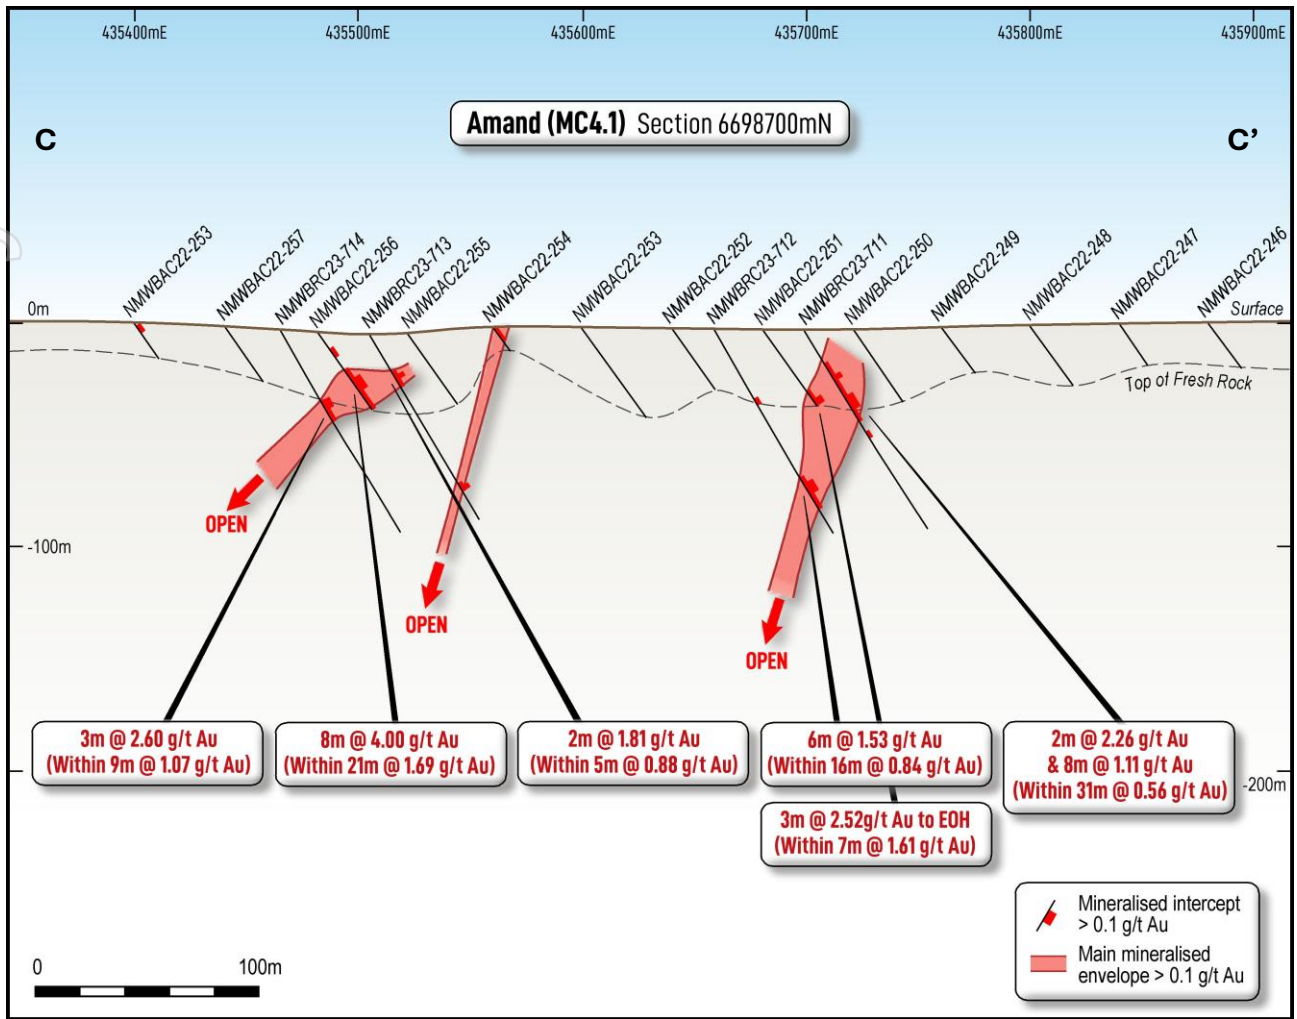 435400mE 435500mE 435600mE 435700mE 435800mE 435900mE
Amand (MC4.1) Section 6698700mN
C C’
NMWBAC22-253
NMWBAC22-257
NMWBRC23-714
NMWBAC22-256
NMWBRC23-713
NMWBAC22-255
NMWBAC22-254
NMWBAC22-253
NMWBAC22-252
NMWBRC23-712
NMWBAC22-251
NMWBRC23-711
NMWBAC22-250
NMWBAC22-249
NMWBAC22-248
NMWBAC22-247
NMWBAC22-246
0m
Surface
Top of Fresh Rock
OPEN
-100m
OPEN
OPEN
3m @ 2.60 g/t Au
(Within 9m @ 1.07 g/t Au)
8m @ 4.00 g/t Au
(Within 21m @ 1.69 g/t Au)
2m @ 1.81 g/t Au
(Within 5m @ 0.88 g/t Au)
6m @ 1.53 g/t Au
(Within 16m @ 0.84 g/t Au)
2m @ 2.26 g/t Au
& 8m @ 1.11 g/t Au
(Within 31m @ 0.56 g/t Au)
-200m
3m @ 2.52g/t Au to EOH
(Within 7m @ 1.61 g/t Au)
Mineralised intercept
> 0.1 g/t Au
Main mineralised
envelope > 0.1 g/t Au
0 100m